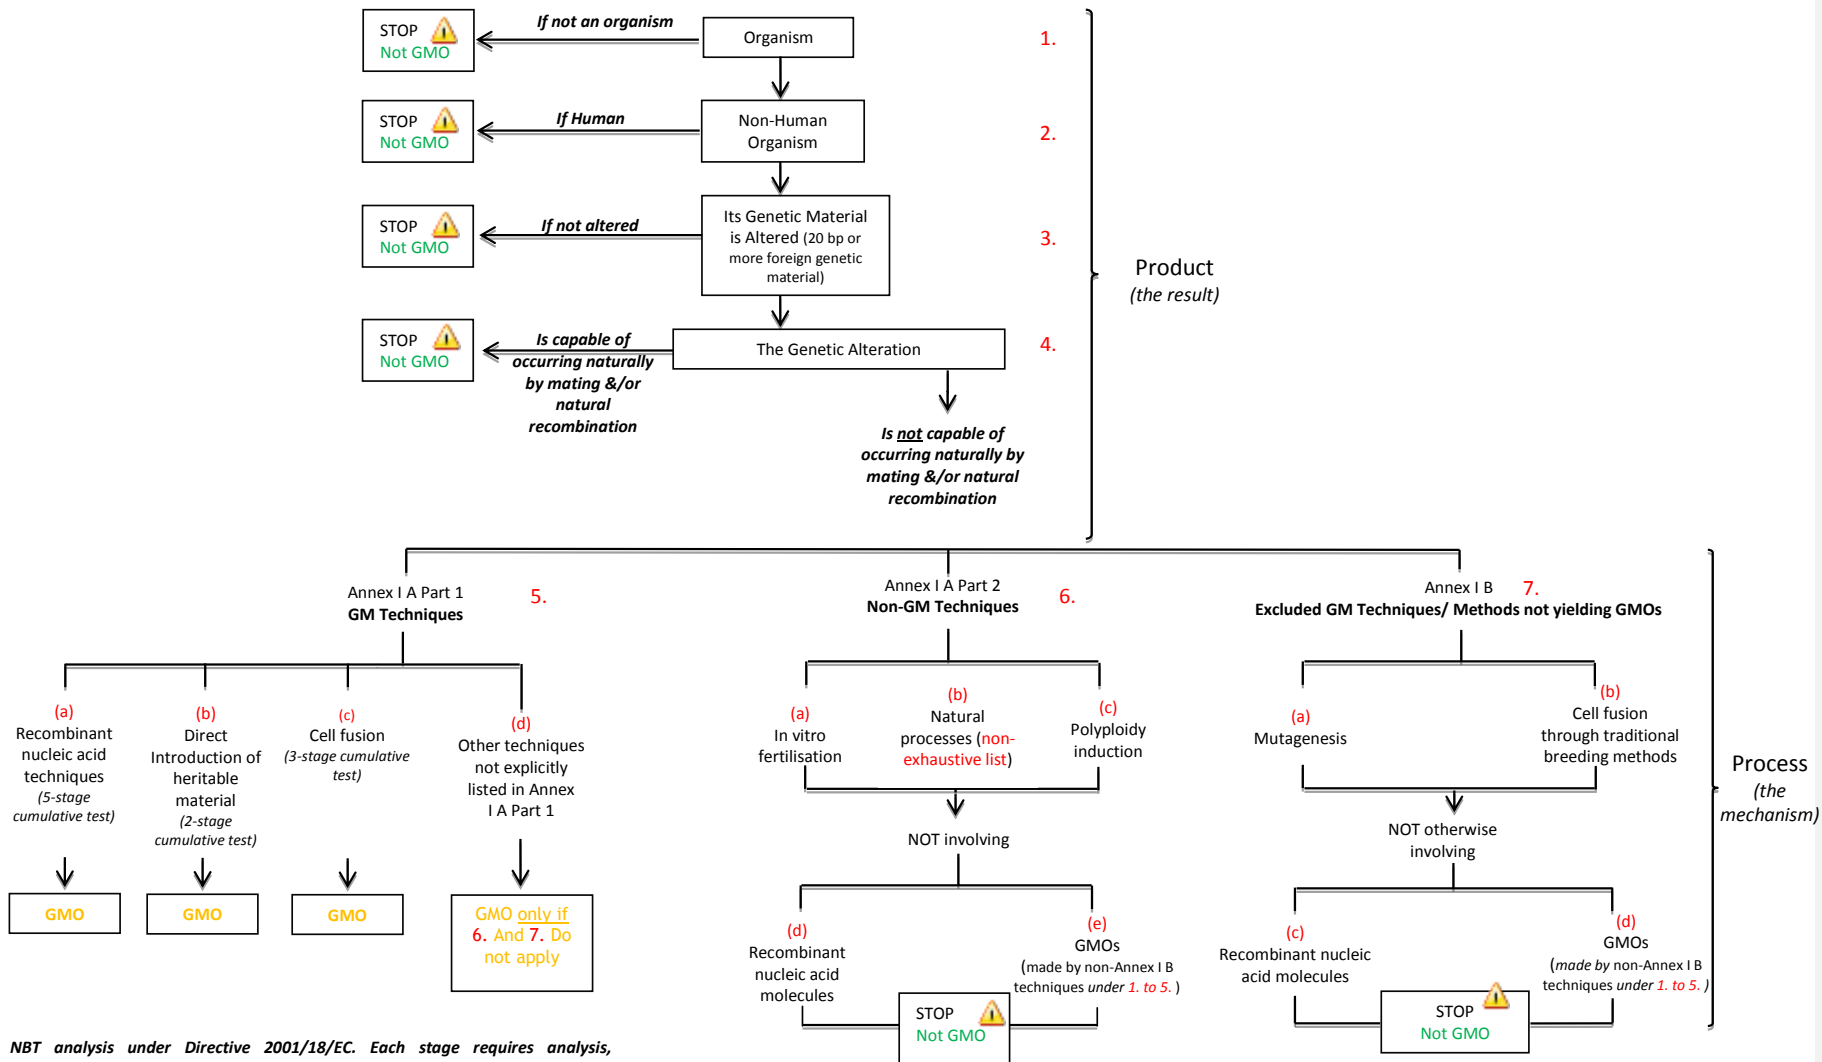 STOP
Not GMO
If not an organism
Organism
1.
STOP
Not GMO
If Human
Non-Human
Organism
2.
STOP
Not GMO
If not altered
Its Genetic Material
is Altered (20 bp or
more foreign genetic
material)
3.
Product
(the result)
STOP
Not GMO
Is capable of
occurring naturally
by mating &/or
natural
recombination
The Genetic Alteration
4.
Is not capable of
occurring naturally by
mating &/or natural
recombination
Annex I A Part 1
GM Techniques
5.
Annex I A Part 2
Non-GM Techniques
6.
Annex I B
7.
Excluded GM Techniques/ Methods not yielding GMOs
(a)
Recombinant
nucleic acid
techniques
(5-stage
cumulative test)
(b)
Direct
Introduction of
heritable
material
(2-stage
cumulative test)
(c)
Cell fusion
(3-stage cumulative
test)
(d)
Other techniques
not explicitly
listed in Annex
I A Part 1
GMO
GMO
GMO
GMO only if
6. And 7. Do
not apply
(a)
In vitro
fertilisation
(b)
Natural
processes (non-
exhaustive list)
(c)
Polyploidy
induction
NOT involving
(d)
Recombinant
nucleic acid
molecules
(e)
GMOs
(made by non-Annex I B
techniques under 1. to 5. )
STOP
Not GMO
(a)
Mutagenesis
(b)
Cell fusion
through traditional
breeding methods
NOT otherwise
involving
(c)
Recombinant nucleic
acid molecules
(d)
GMOs
(made by non-Annex I B
techniques under 1. to 5. )
STOP
Not GMO
Process
(the
mechanism)
NBT analysis under Directive 2001/18/EC. Each stage requires analysis,